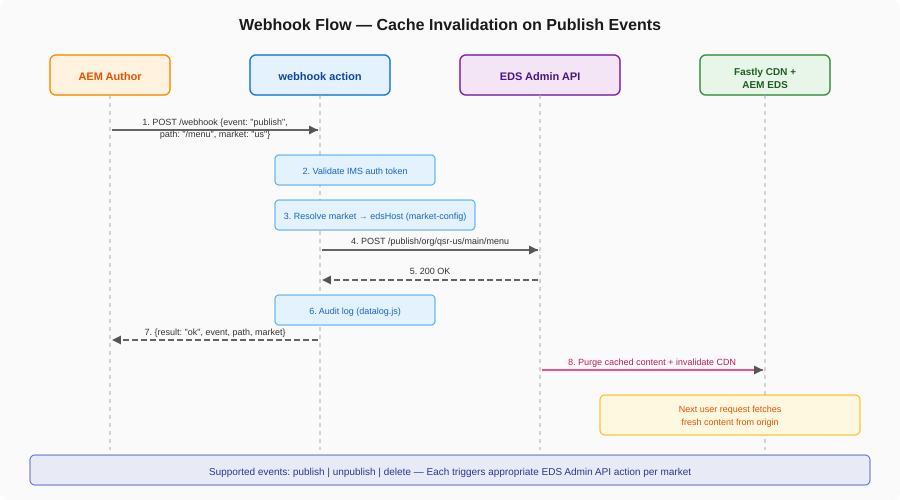 Webhook Flow — Cache Invalidation on Publish Events
AEM Author
webhook action
EDS Admin API
Fastly CDN +
AEM EDS
1. POST /webhook {event: "publish",
path: "/menu", market: "us"}
2. Validate IMS auth token
3. Resolve market → edsHost (market-config)
4. POST /publish/org/qsr-us/main/menu
5. 200 OK
6. Audit log (datalog.js)
7. {result: "ok", event, path, market}
8. Purge cached content + invalidate CDN
Next user request fetches
fresh content from origin
Supported events: publish | unpublish | delete — Each triggers appropriate EDS Admin API action per market